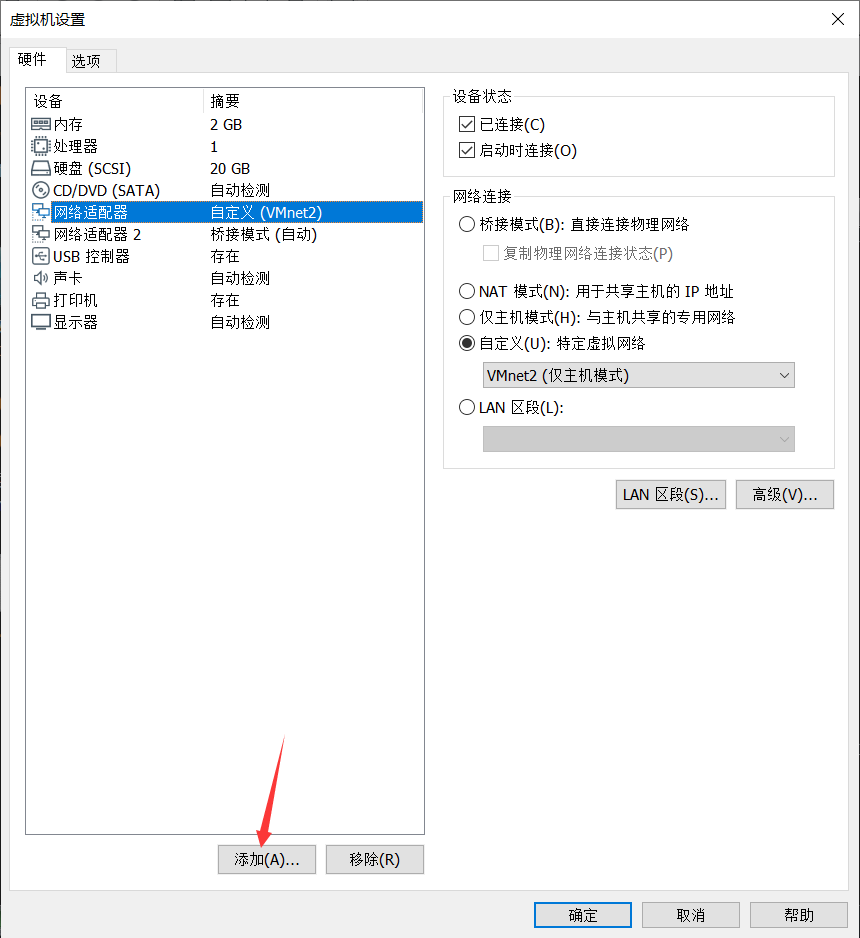 虚拟机设置
硬件 选项
设备 摘要
内存 2 GB
处理器 1
硬盘 (SCSI) 20 GB
CD/DVD (SATA) 自动检测
网络适配器 自定义 (VMnet2)
网络适配器 2 桥接模式 (自动)
USB 控制器 存在
声卡 自动检测
打印机 存在
显示器 自动检测
添加(A)... 移除(R)
设备状态
已连接(C)
启动时连接(O)
网络连接
桥接模式(B): 直接连接物理网络
复制物理网络连接状态(P)
NAT 模式(N): 用于共享主机的 IP 地址
仅主机模式(H): 与主机共享的专用网络
自定义(U): 特定虚拟网络
VMnet2 (仅主机模式)
LAN 区段(L):
LAN 区段(S)... 高级(V)...
确定 取消 帮助